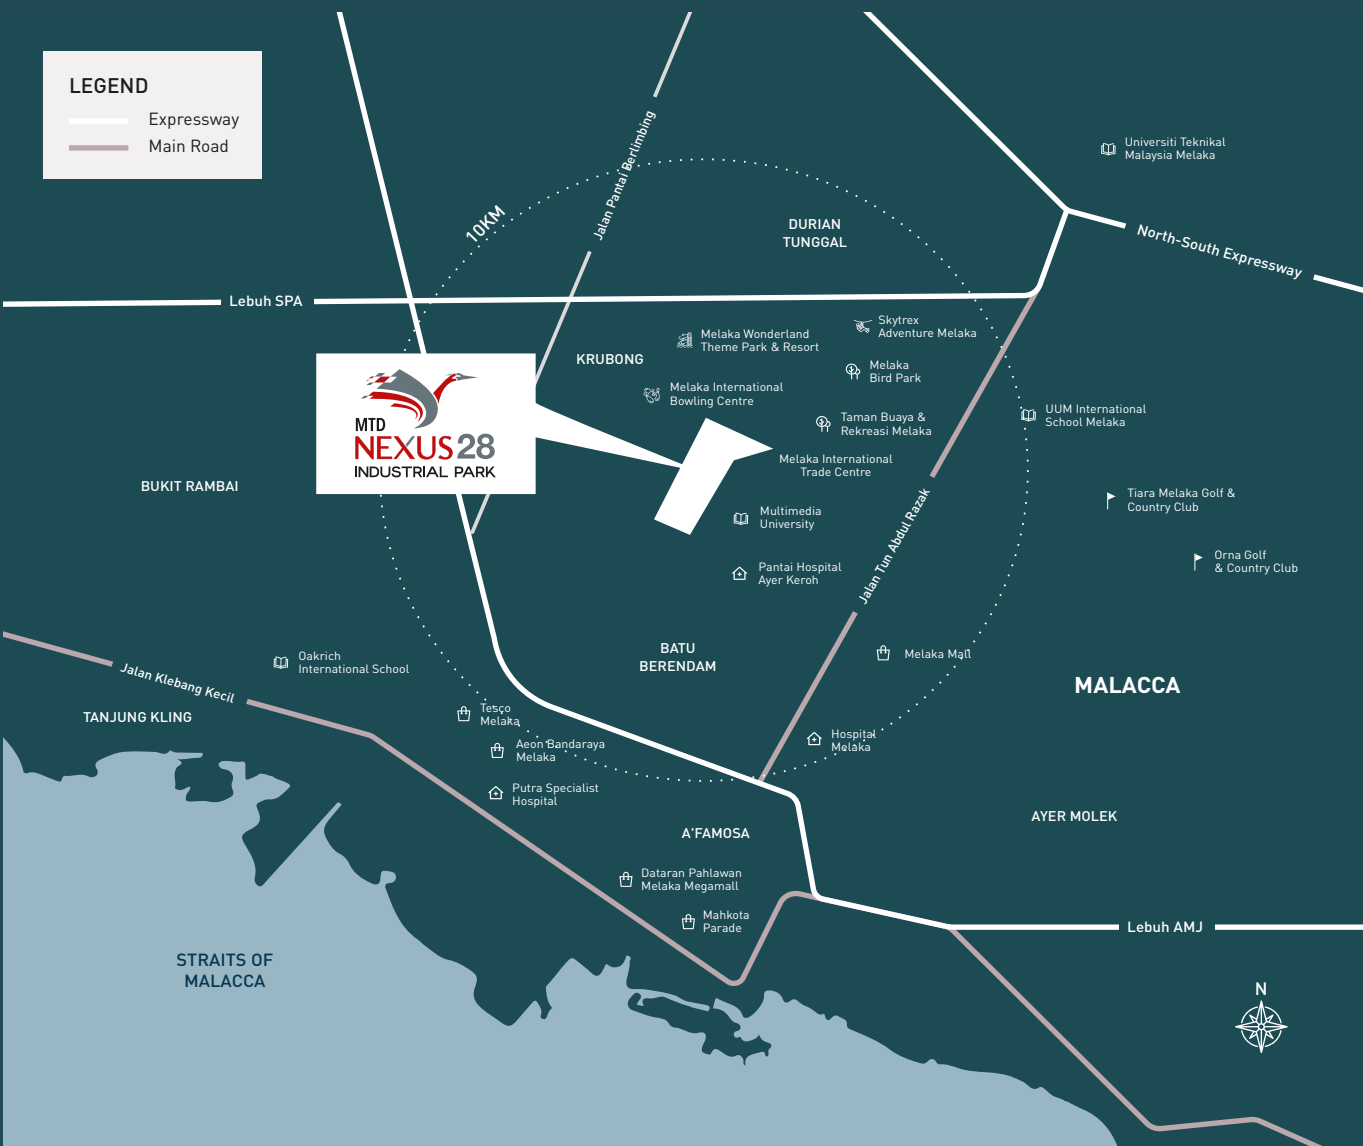 LEGEND
Expressway
Main Road
Universiti Teknikal
Malaysia Melaka
Jalan Pantai Berlimbing
10KM
DURIAN
TUNGGAL
North-South Expressway
Lebuh SPA
Skytrex
Adventure Melaka
Melaka Wonderland
Theme Park & Resort
KRUBONG
Melaka
Bird Park
Melaka International
Bowling Centre
Taman Buaya &
Rekreasi Melaka
UUM International
School Melaka
MTD
NEXUS 28
INDUSTRIAL PARK
Melaka International
Trade Centre
BUKIT RAMBAI
Tiara Melaka Golf &
Country Club
Multimedia
University
Jalan Tun Abdul Razak
Orna Golf
& Country Club
Pantai Hospital
Ayer Keroh
BATU
BERENDAM
Melaka Mall
Oakrich
International School
Jalan Klebang Kecil
MALACCA
TANJUNG KLING
Tesco
Melaka
Aeon Bandaraya
Melaka
Hospital
Melaka
Putra Specialist
Hospital
A'FAMOSA
AYER MOLEK
Dataran Pahlawan
Melaka Megamall
Mahkota
Parade
Lebuh AMJ
STRAITS OF
MALACCA
N